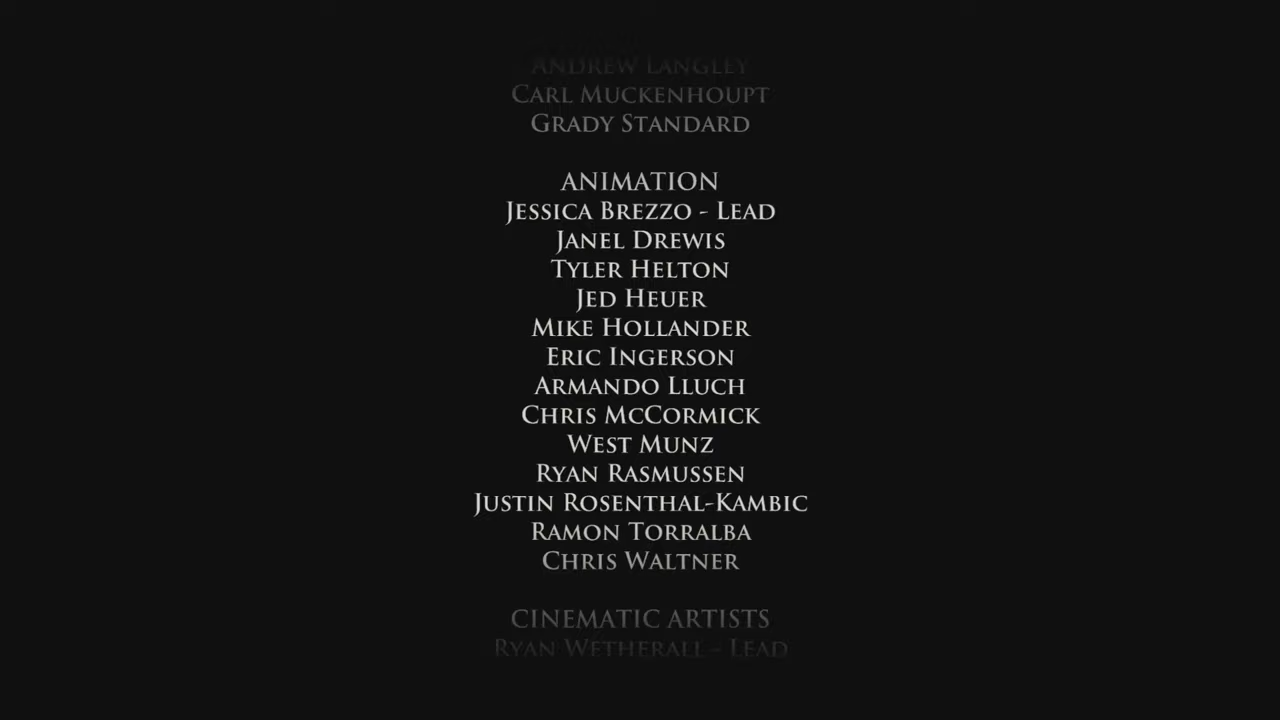 Andrew Langley
Carl Muckenhoupt
Grady Standard
ANIMATION
Jessica Brezzo - Lead
Janel Drewis
Tyler Helton
Jed Heuer
Mike Hollander
Eric Ingerson
Armando Lluch
Chris McCormick
West Munz
Ryan Rasmussen
Justin Rosenthal-Kambic
Ramon Torralba
Chris Waltner
CINEMATIC ARTISTS
Ryan Wetherall – Lead